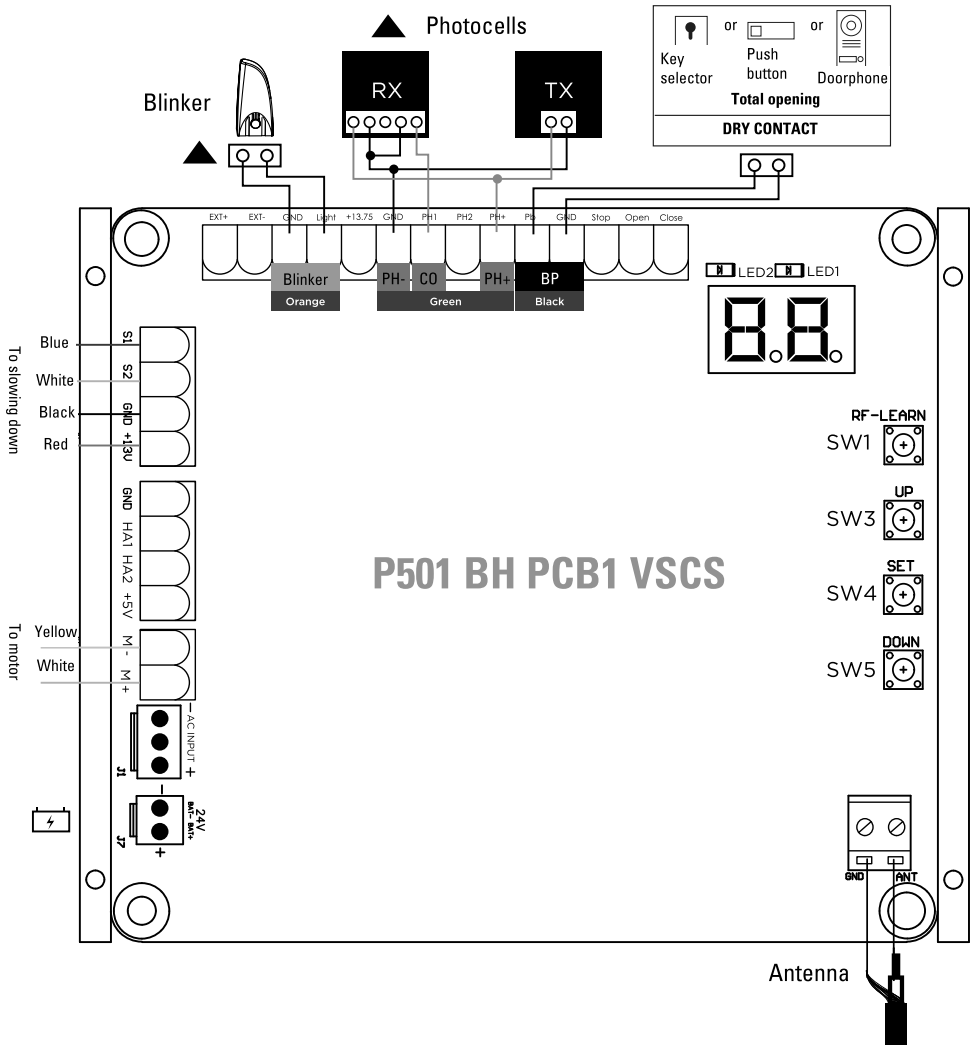 Photocells
or
or
Key selector
Push button
Doorphone
Total opening
DRY CONTACT
RX
TX
Blinker
EXT+ EXT- GND Light +13.75 GND PH1 PH2 PH+ Pb GND Stop Open Close
Blinker PH- CO PH+ BP
Orange Green Black
LED2 LED1
8.8.
To slowing down
Blue
White
Black
Red
S1
S2
GND
+13V
RF-LEARN
SW1
UP
SW3
SET
SW4
DOWN
SW5
GND
HA1
HA2
+5V
P501 BH PCB1 VSCS
To motor
Yellow
White
M -
M +
- AC INPUT +
J1
-
24V
BAT- BAT+
J7
+
GND ANT
Antenna